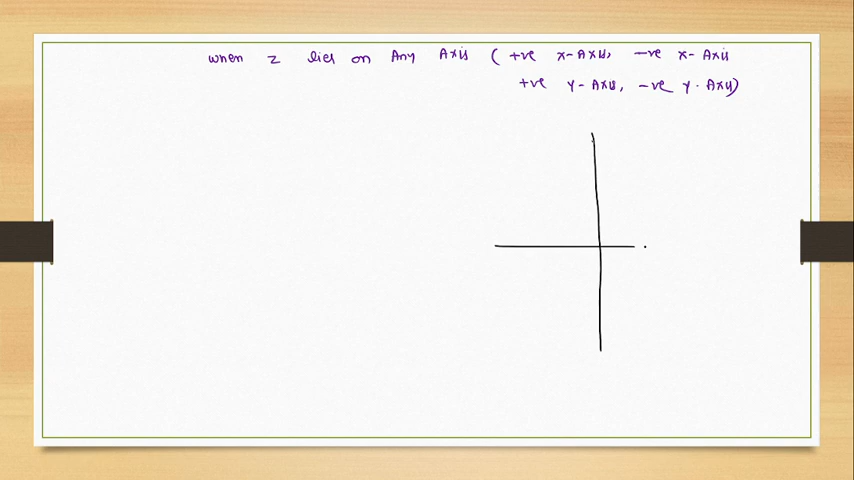 when z lies on Any Axis ( +ve x-Axis, -ve x-Axis
+ve y-Axis, -ve y-Axis)